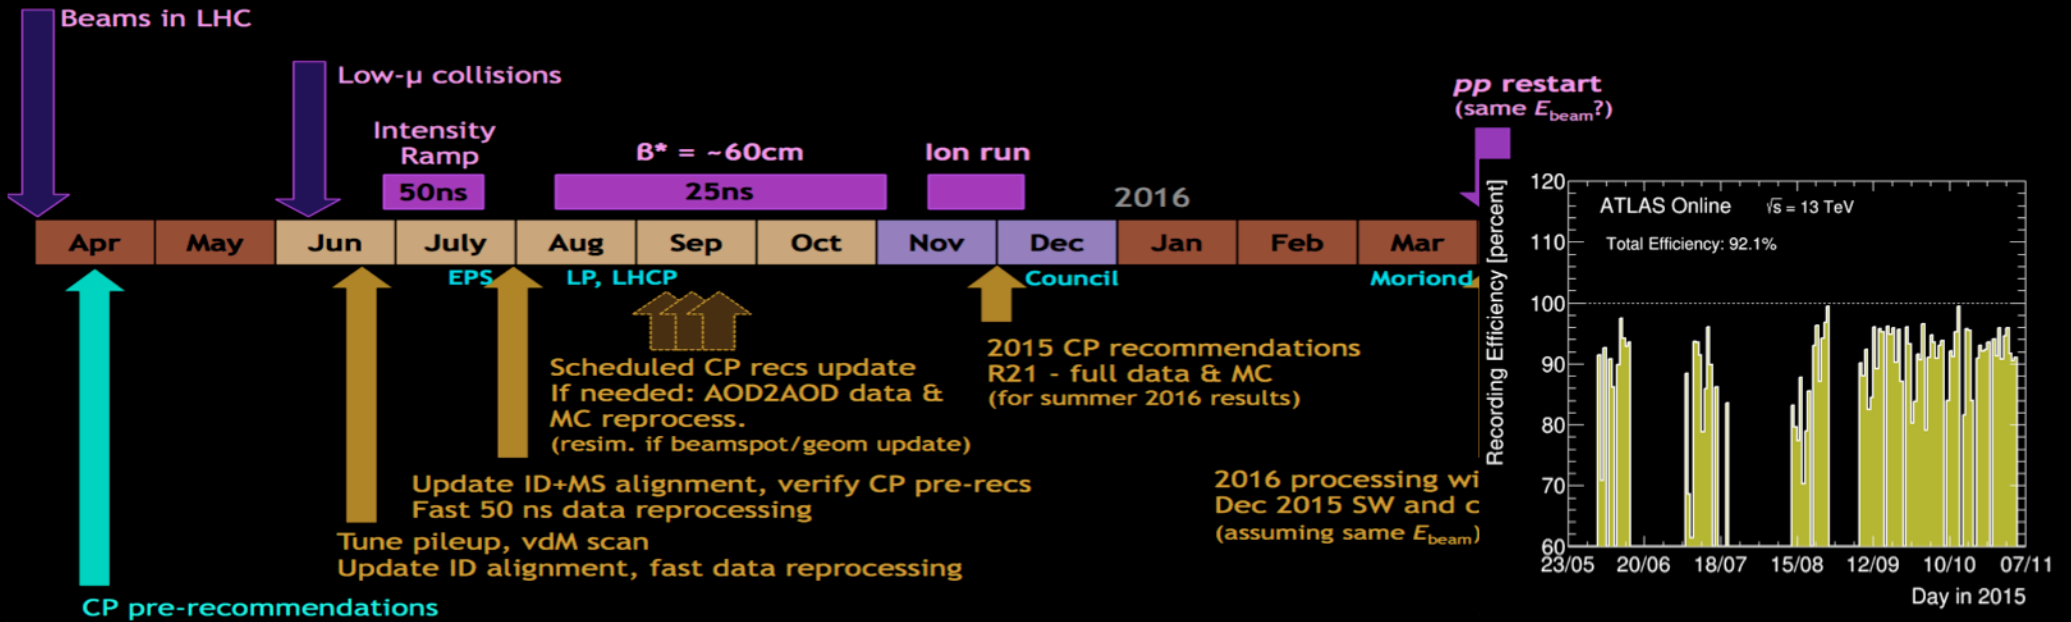 Beams in LHC
Low-μ collisions
Intensity
Ramp
50ns
β* = ~60cm
25ns
Ion run
2016
pp restart
(same Ebeam?)
Apr May Jun July Aug Sep Oct Nov Dec Jan Feb Mar
EPS LP, LHCP Council Moriond
Scheduled CP recs update
If needed: AOD2AOD data &
MC reprocess.
(resim. if beamspot/geom update)
2015 CP recommendations
R21 - full data & MC
(for summer 2016 results)
Update ID+MS alignment, verify CP pre-recs
Fast 50 ns data reprocessing
2016 processing wi
Dec 2015 SW and c
(assuming same Ebeam)
Tune pileup, vdM scan
Update ID alignment, fast data reprocessing
CP pre-recommendations
Recording Efficiency [percent]
120
110
100
90
80
70
60
ATLAS Online √s = 13 TeV
Total Efficiency: 92.1%
23/05 20/06 18/07 15/08 12/09 10/10 07/11
Day in 2015